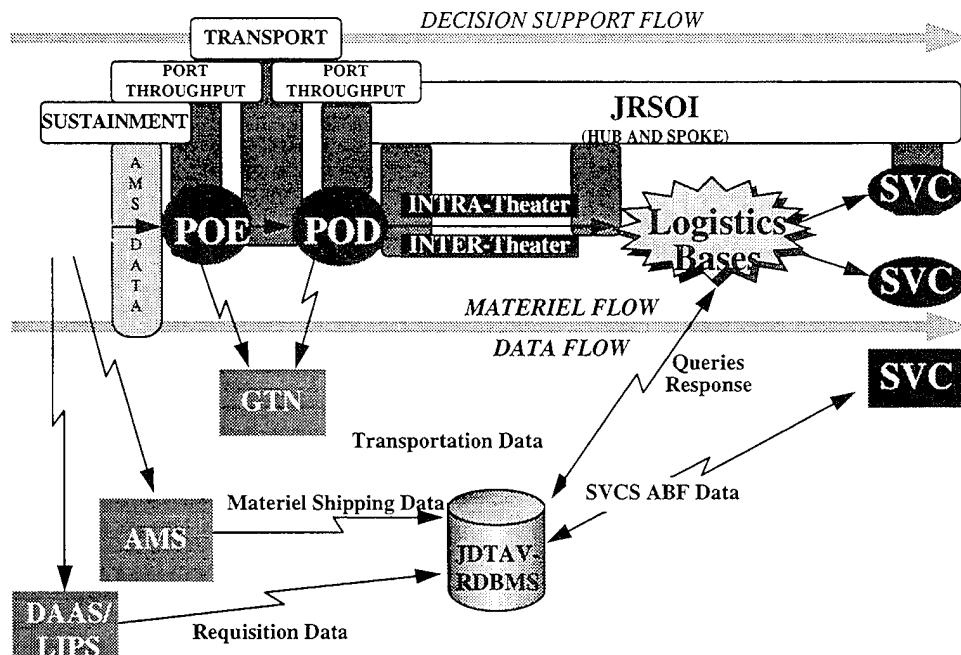 DECISION SUPPORT FLOW
TRANSPORT
PORT
THROUGHPUT
PORT
THROUGHPUT
JRSOI
(HUB AND SPOKE)
SUSTAINMENT
AMS DATA
POE
POD
INTRA-Theater
INTER-Theater
Logistics
Bases
SVC
SVC
MATERIEL FLOW
DATA FLOW
Queries
Response
SVC
GTN
Transportation Data
SVCS ABF Data
Materiel Shipping Data
AMS
JDTAV-
RDBMS
DAAS/
LIPS
Requisition Data